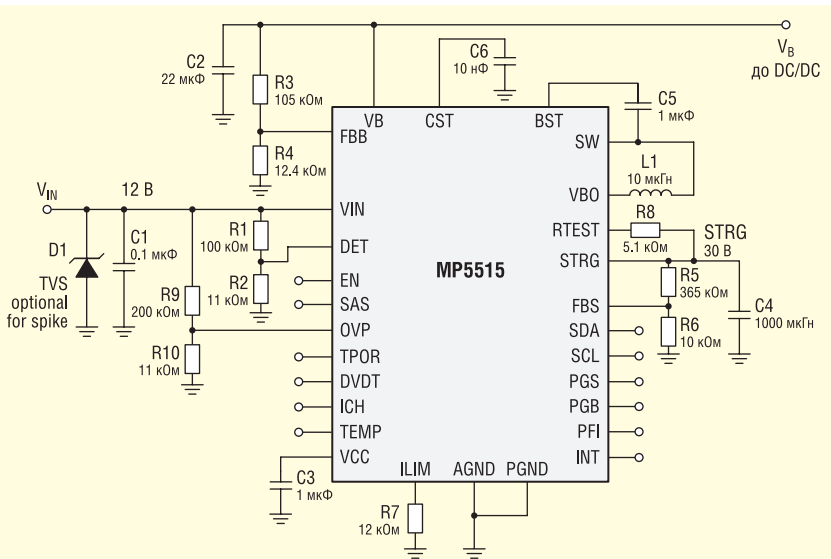 C2
22 мкФ
R3
105 кОм
R4
12.4 кОм
C6
10 нФ
V_B
до DC/DC
C5
1 мкФ
VB
CST
BST
FBB
SW
L1
10 мкГн
VBO
V_IN
12 В
VIN
R1
100 кОм
DET
R2
11 кОм
D1
TVS
optional
for spike
C1
0.1 мкФ
R9
200 кОм
R10
11 кОм
EN
SAS
OVP
TPOR
DVDT
ICH
TEMP
VCC
C3
1 мкФ
MP5515
RTEST
R8
5.1 кОм
STRG
30 В
STRG
R5
365 кОм
FBS
R6
10 кОм
C4
1000 мкГн
SDA
SCL
PGS
PGB
PFI
INT
ILIM
AGND
PGND
R7
12 кОм